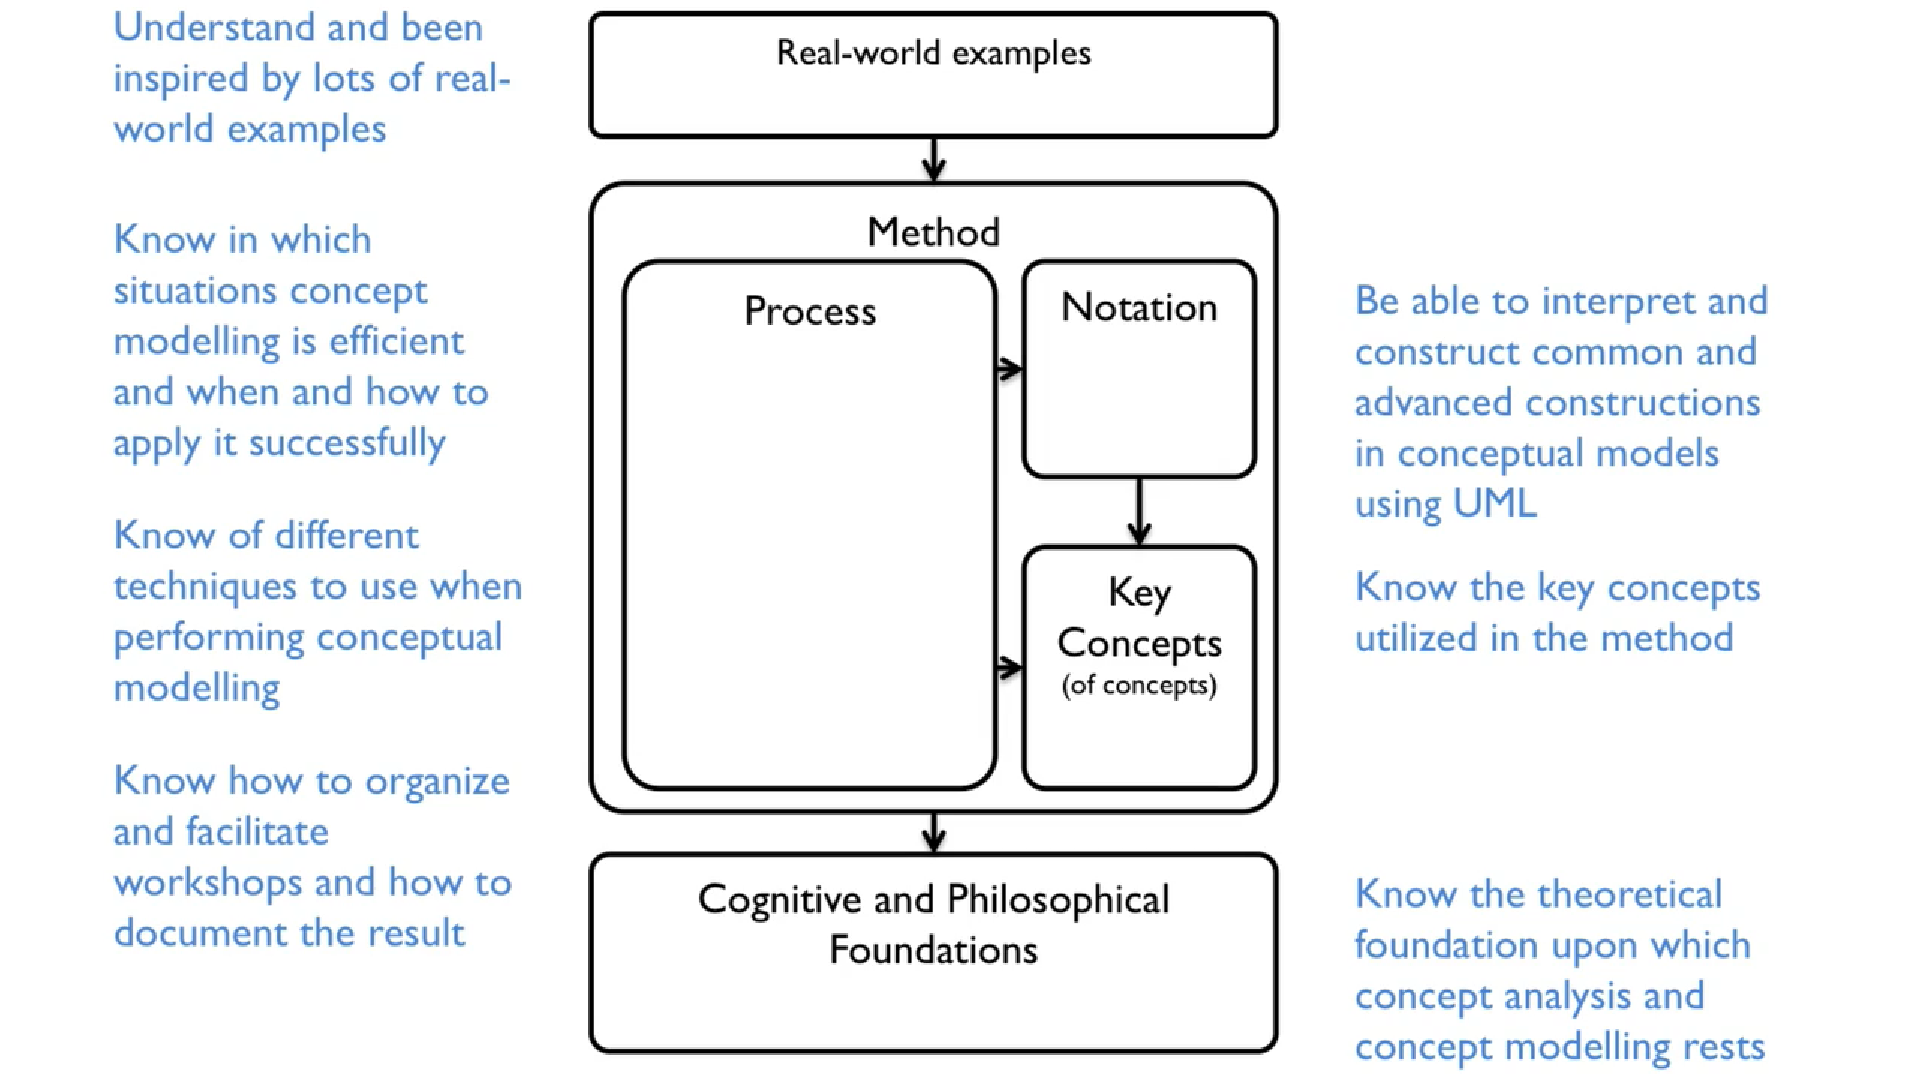 Understand and been
inspired by lots of real-
world examples
Know in which
situations concept
modelling is efficient
and when and how to
apply it successfully
Know of different
techniques to use when
performing conceptual
modelling
Know how to organize
and facilitate
workshops and how to
document the result
Real-world examples
Method
Process
Notation
Key
Concepts
(of concepts)
Cognitive and Philosophical
Foundations
Be able to interpret and
construct common and
advanced constructions
in conceptual models
using UML
Know the key concepts
utilized in the method
Know the theoretical
foundation upon which
concept analysis and
concept modelling rests